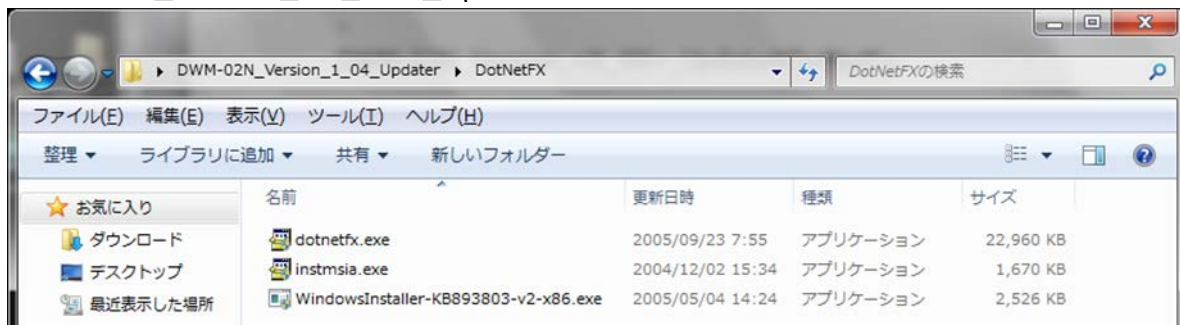 DWM-02N_Version_1_04_Updater ▸ DotNetFX DotNetFXの検索
ファイル(F) 編集(E) 表示(V) ツール(T) ヘルプ(H)
整理 ▼ ライブラリに追加 ▼ 共有 ▼ 新しいフォルダー
お気に入り
ダウンロード
デスクトップ
最近表示した場所
名前 更新日時 種類 サイズ
dotnetfx.exe 2005/09/23 7:55 アプリケーション 22,960 KB
instmsia.exe 2004/12/02 15:34 アプリケーション 1,670 KB
WindowsInstaller-KB893803-v2-x86.exe 2005/05/04 14:24 アプリケーション 2,526 KB